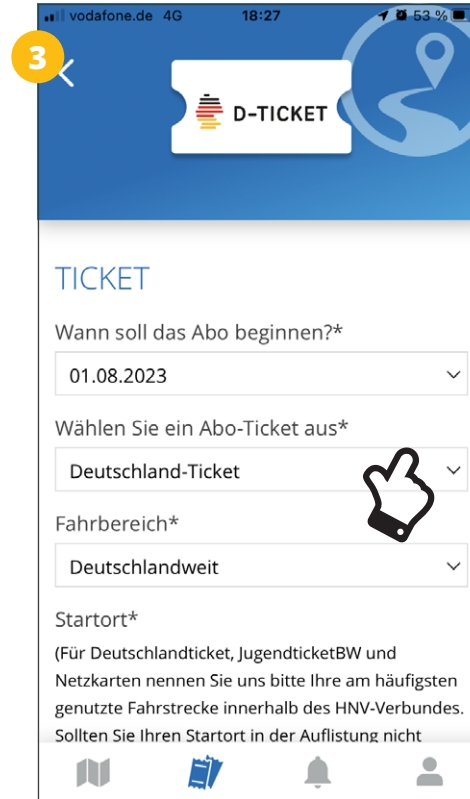 vodafone.de 4G 18:27 53 %
3
D-TICKET
TICKET
Wann soll das Abo beginnen?*
01.08.2023
Wählen Sie ein Abo-Ticket aus*
Deutschland-Ticket
Fahrbereich*
Deutschlandweit
Startort*
(Für Deutschlandticket, JugendticketBW und
Netzkarten nennen Sie uns bitte Ihre am häufigsten
genutzte Fahrstrecke innerhalb des HNV-Verbundes.
Sollten Sie Ihren Startort in der Auflistung nicht